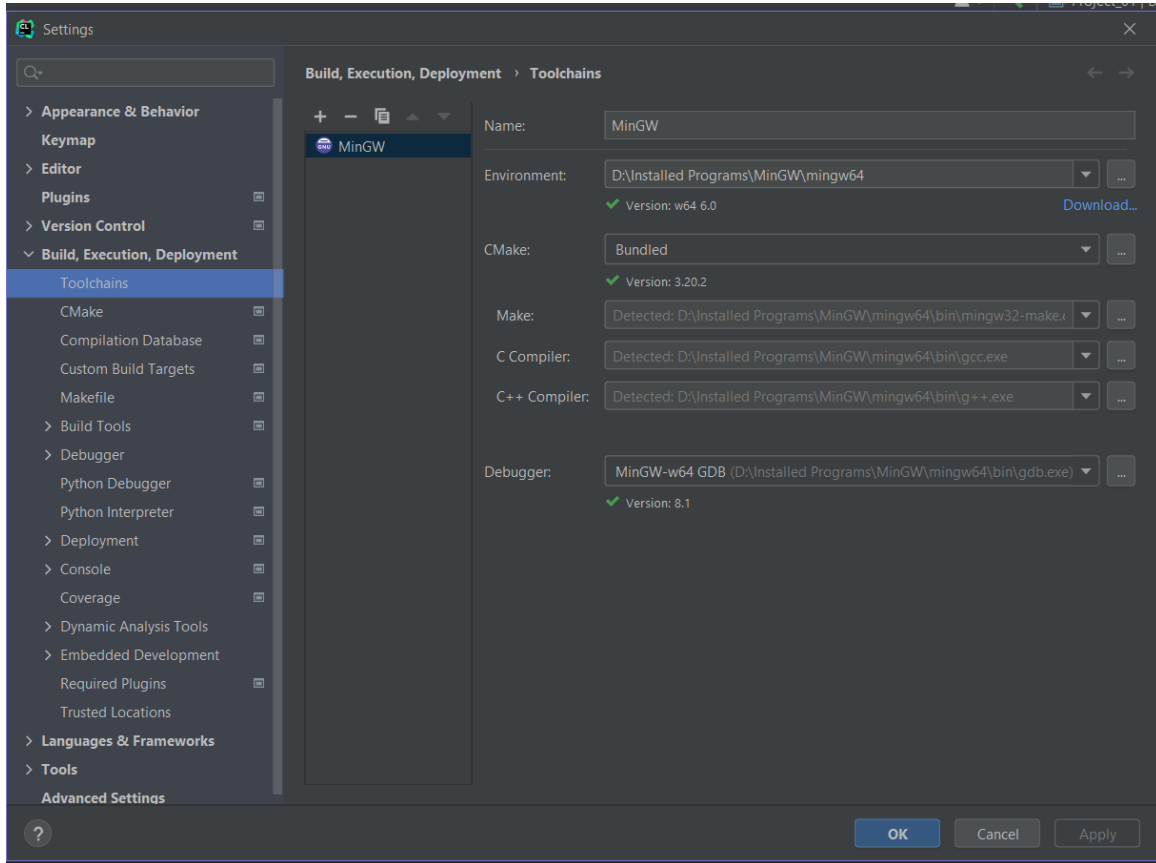 Settings
Build, Execution, Deployment › Toolchains
Appearance & Behavior
Keymap
Editor
Plugins
Version Control
Build, Execution, Deployment
Toolchains
CMake
Compilation Database
Custom Build Targets
Makefile
Build Tools
Debugger
Python Debugger
Python Interpreter
Deployment
Console
Coverage
Dynamic Analysis Tools
Embedded Development
Required Plugins
Trusted Locations
Languages & Frameworks
Tools
Advanced Settings
MinGW
Name: MinGW
Environment: D:\Installed Programs\MinGW\mingw64 ...
Version: w64 6.0 Download...
CMake: Bundled ...
Version: 3.20.2
Make: Detected: D:\Installed Programs\MinGW\mingw64\bin\mingw32-make. ...
C Compiler: Detected: D:\Installed Programs\MinGW\mingw64\bin\gcc.exe ...
C++ Compiler: Detected: D:\Installed Programs\MinGW\mingw64\bin\g++.exe ...
Debugger: MinGW-w64 GDB (D:\Installed Programs\MinGW\mingw64\bin\gdb.exe) ...
Version: 8.1
? OK Cancel Apply